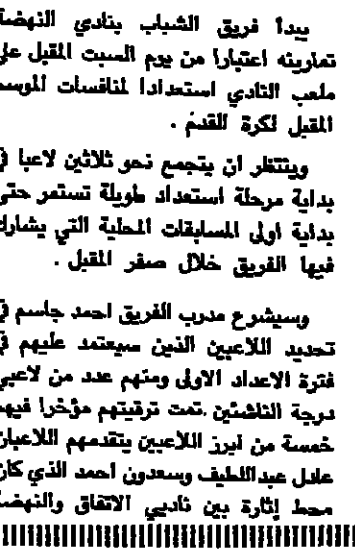 يبدأ فريق الشباب بنادي النهضة
تمارينه اعتبارا من يوم السبت المقبل على
ملعب النادي استعدادا لمنافسات الموسم
المقبل لكرة القدم .
وينتظر ان يتجمع نحو ثلاثين لاعبا في
بداية مرحلة استعداد طويلة تستمر حتى
بداية اولى المسابقات المحلية التي يشارك
فيها الفريق خلال صفر المقبل .
وسيشرع مدرب الفريق احمد جاسم في
تحديد اللاعبين الذين سيعتمد عليهم في
فترة الاعداد الاولى ومنهم عدد من لاعبي
درجة الناشئين .تمت ترقيتهم مؤخرا فيهم
خمسة من ابرز اللاعبين يتقدمهم اللاعبان
عادل عبداللطيف وسعدون احمد الذي كان
محط إثارة بين ناديي الاتفاق والنهضة